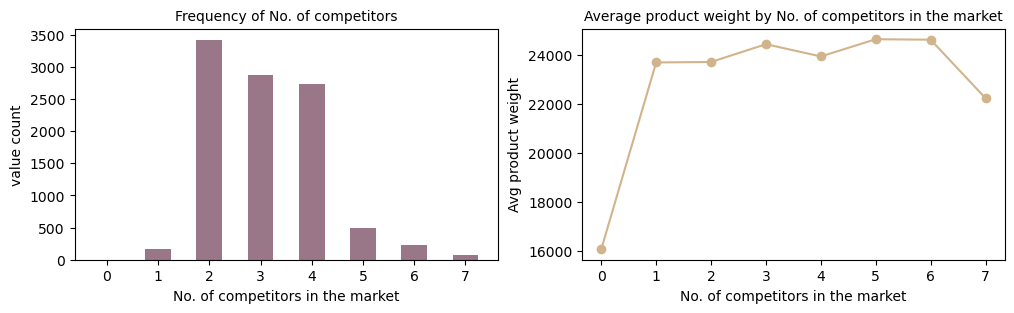 Frequency of No. of competitors
3500
3000
2500
2000
1500
1000
500
0
value count
0 1 2 3 4 5 6 7
No. of competitors in the market
Average product weight by No. of competitors in the market
24000
22000
20000
18000
16000
Avg product weight
0 1 2 3 4 5 6 7
No. of competitors in the market